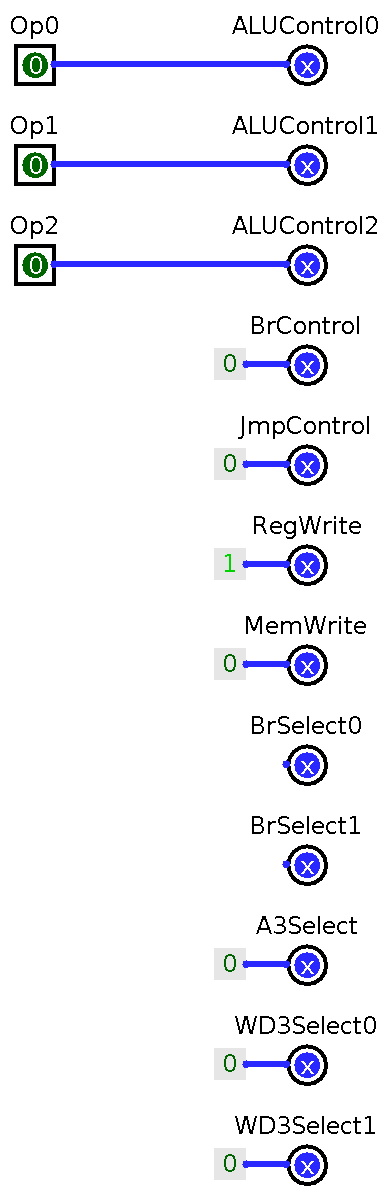 Op0 ALUControl0
0 x
Op1 ALUControl1
0 x
Op2 ALUControl2
0 x
BrControl
0 x
JmpControl
0 x
RegWrite
1 x
MemWrite
0 x
BrSelect0
x
BrSelect1
x
A3Select
0 x
WD3Select0
0 x
WD3Select1
0 x